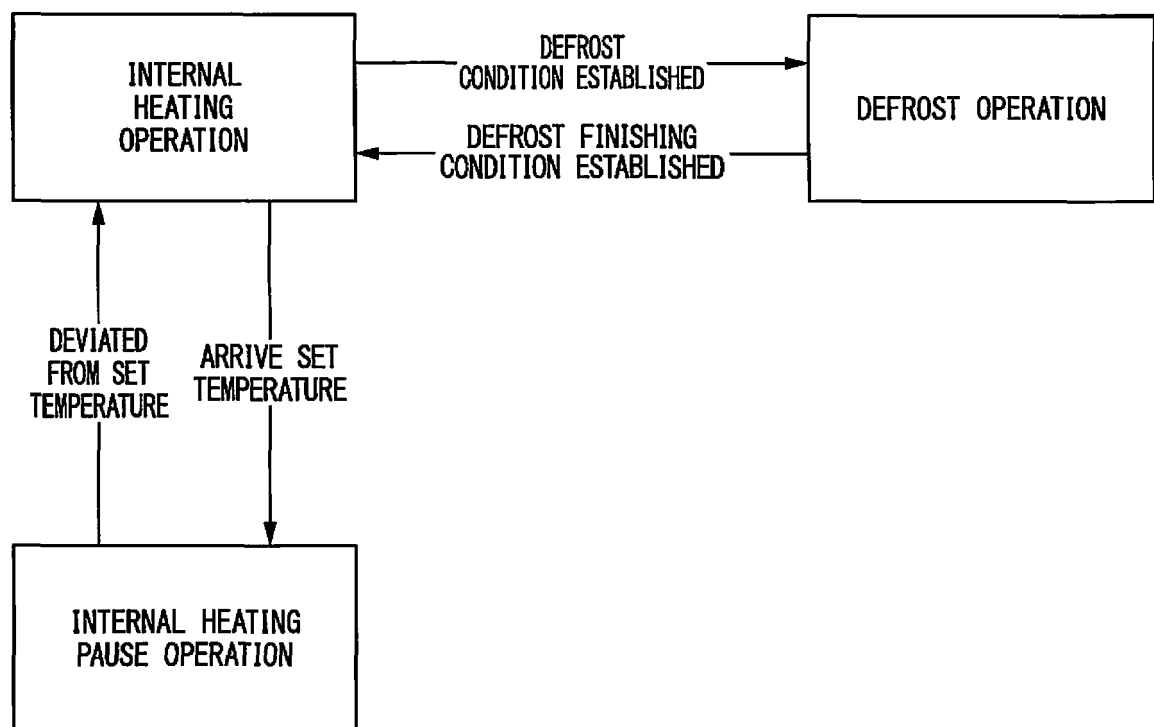 INTERNAL
HEATING
OPERATION
DEFROST
CONDITION ESTABLISHED
DEFROST FINISHING
CONDITION ESTABLISHED
DEFROST OPERATION
DEVIATED
FROM SET
TEMPERATURE
ARRIVE SET
TEMPERATURE
INTERNAL HEATING
PAUSE OPERATION